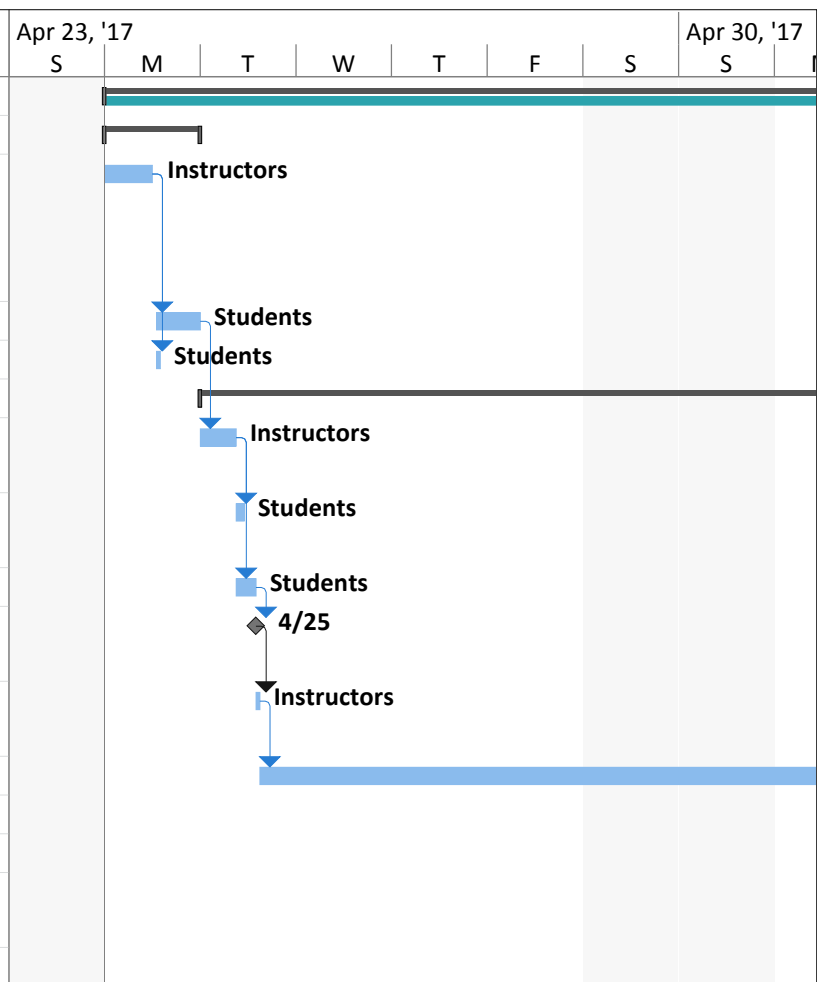 Apr 23, '17 Apr 30, '17
S M T W T F S S
Instructors
Students
Students
Instructors
Students
Students
4/25
Instructors